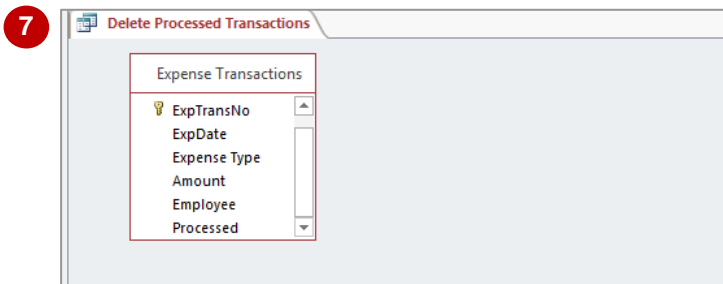 7
Delete Processed Transactions
Expense Transactions
ExpTransNo
ExpDate
Expense Type
Amount
Employee
Processed